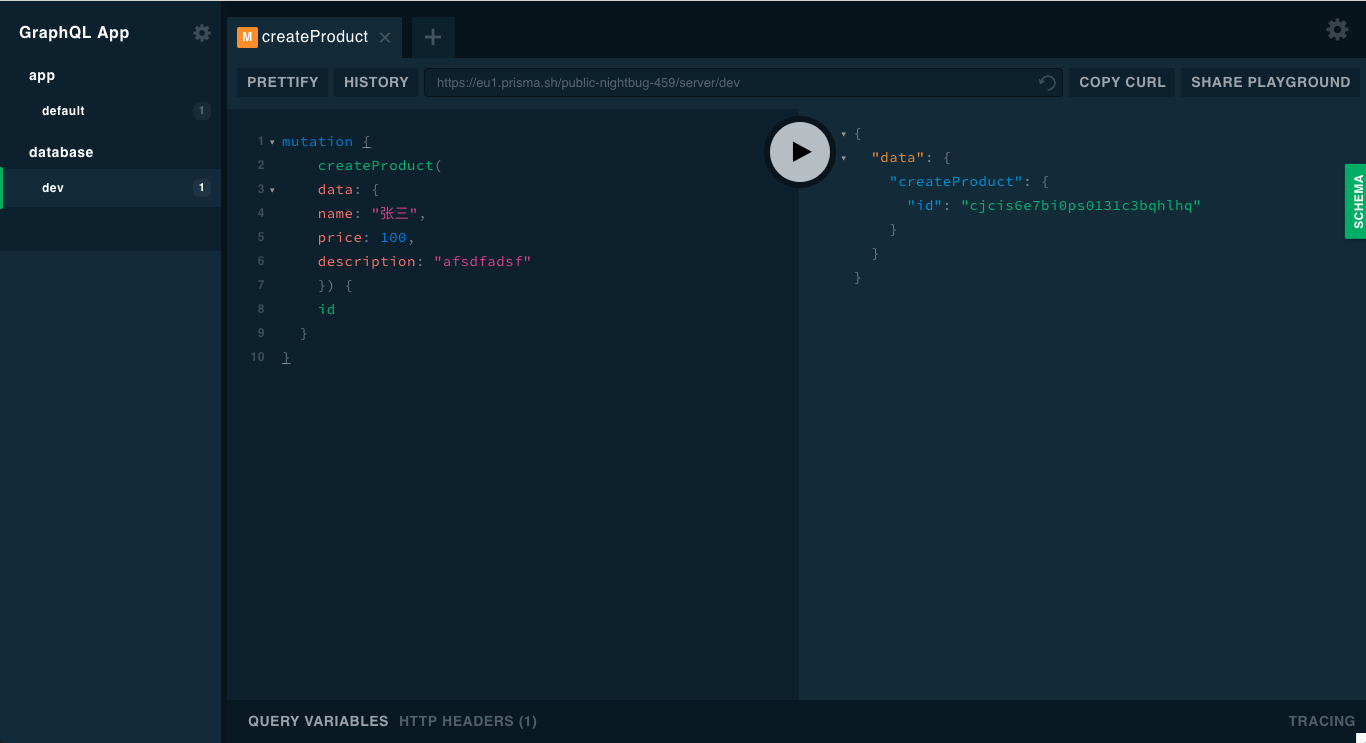 GraphQL App
app
default 1
database
dev 1
M createProduct
PRETTIFY HISTORY https://eu1.prisma.sh/public-nightbug-459/server/dev COPY CURL SHARE PLAYGROUND
1 mutation {
2 createProduct(
3 data: {
4 name: "张三",
5 price: 100,
6 description: "afsdfadsf"
7 }) {
8 id
9 }
10 }
{
"data": {
"createProduct": {
"id": "cjcis6e7bi0ps0131c3bqhlhq"
}
}
}
SCHEMA
QUERY VARIABLES HTTP HEADERS (1) TRACING